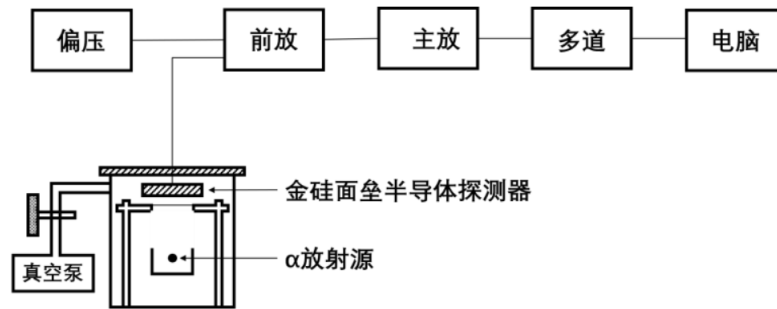 偏压
前放
主放
多道
电脑
金硅面垒半导体探测器
α放射源
真空泵